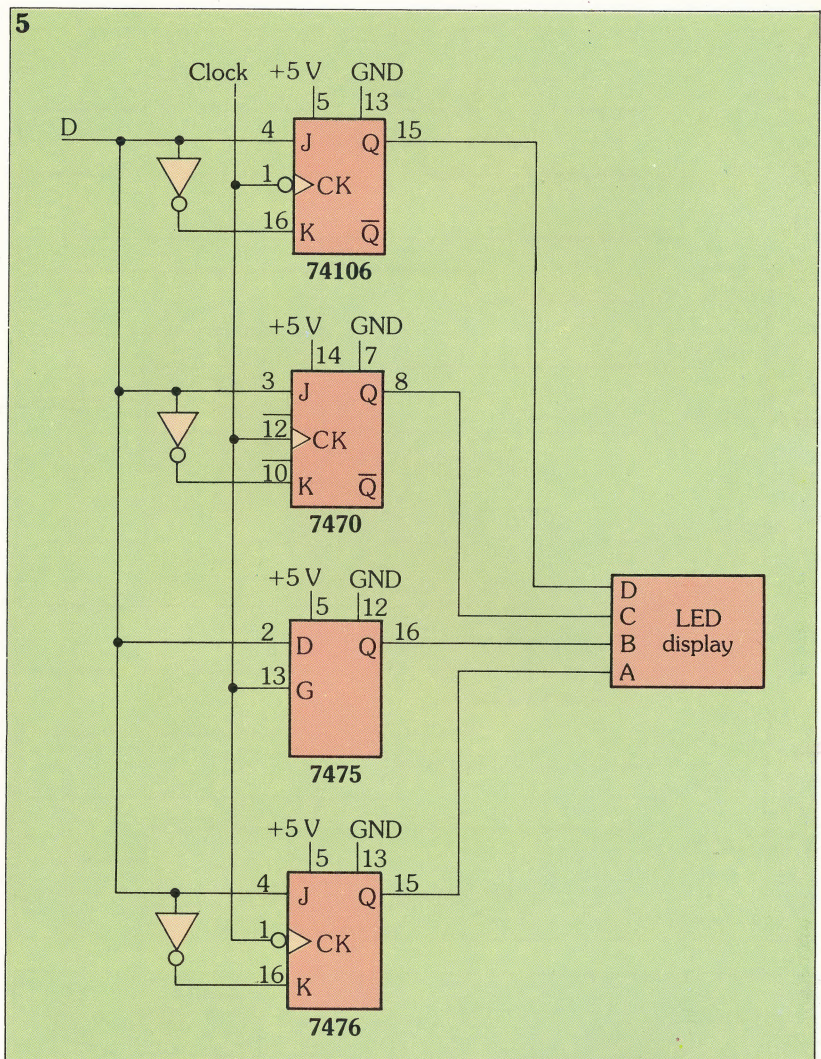 5
Clock +5 V GND
5 13
D
4 J Q 15
1 CK
16 K Q̅
74106
+5 V GND
14 7
3 J Q 8
12 CK
10 K Q̅
7470
+5 V GND
5 12
2 D Q 16
13 G
7475
D
C LED
B display
A
+5 V GND
5 13
4 J Q 15
1 CK
16 K
7476